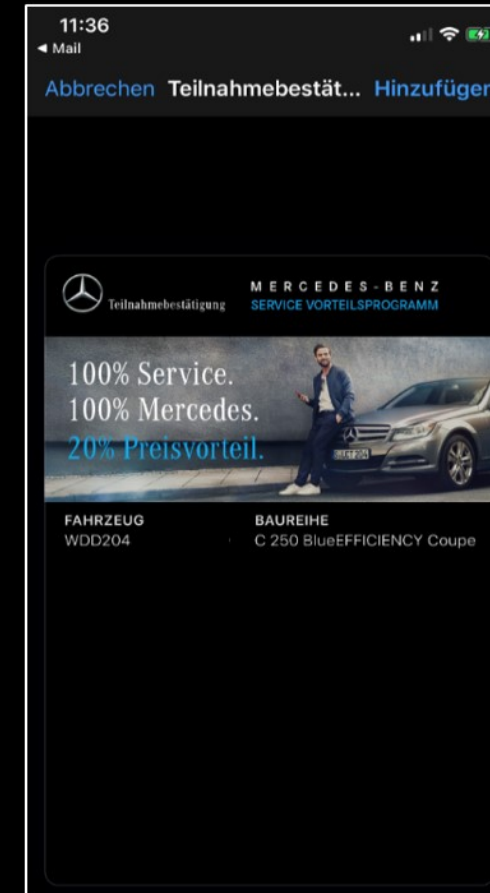 11:36
◀ Mail
Abbrechen Teilnahmebestät... Hinzufügen
Teilnahmebestätigung
MERCEDES-BENZ
SERVICE VORTEILSPROGRAMM
100% Service.
100% Mercedes.
20% Preisvorteil.
FAHRZEUG BAUREIHE
WDD204 C 250 BlueEFFICIENCY Coupe